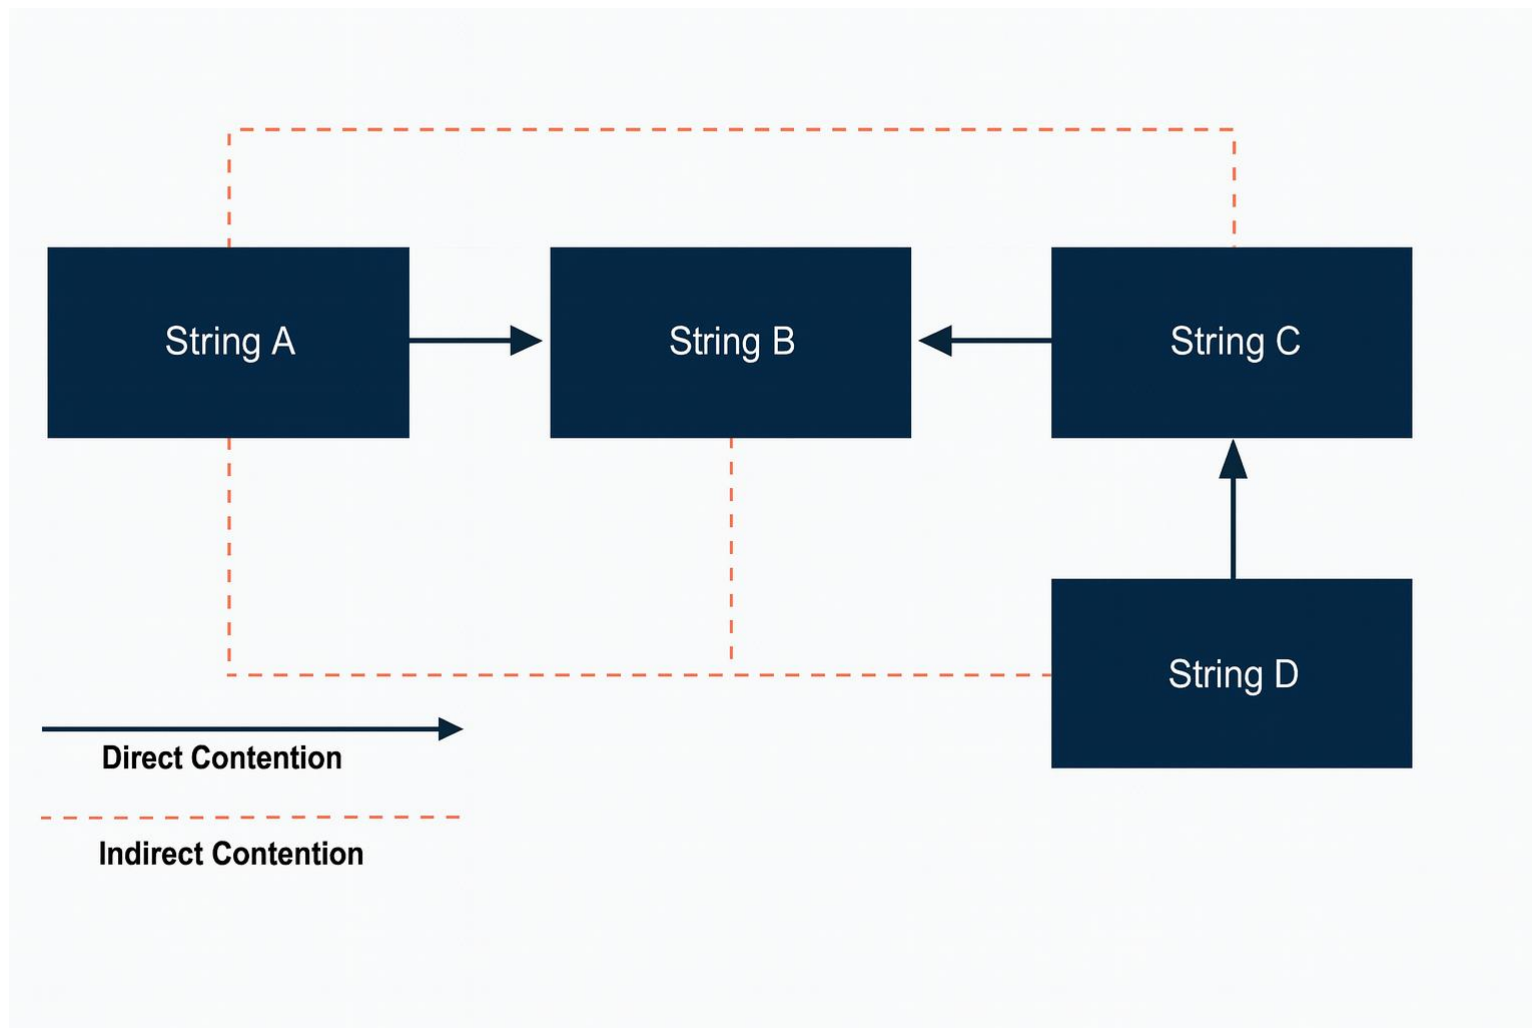 String A
String B
String C
String D
Direct Contention
Indirect Contention